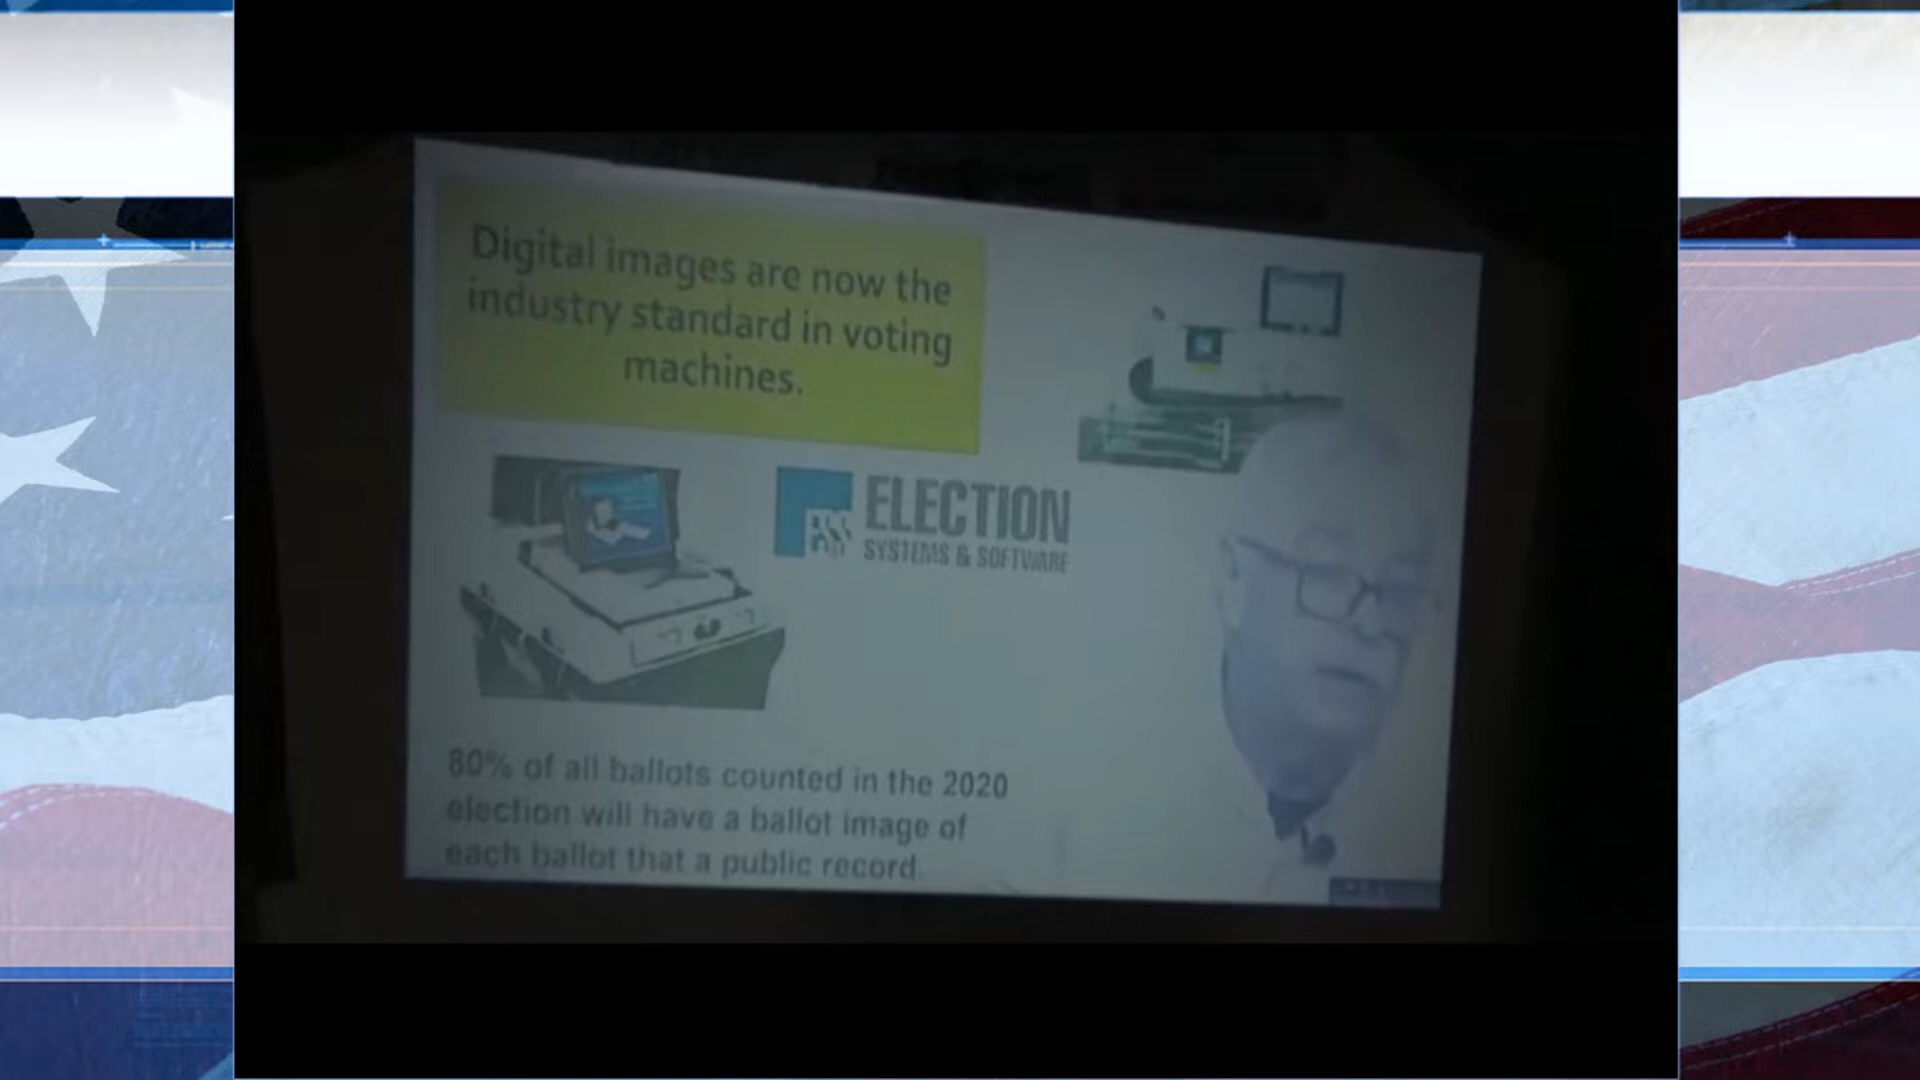 Digital images are now the
industry standard in voting
machines.
ELECTION
SYSTEMS & SOFTWARE
80% of all ballots counted in the 2020
election will have a ballot image of
each ballot that a public record.